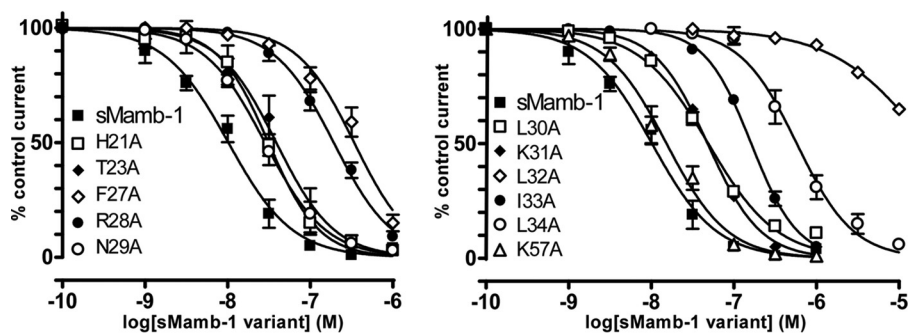 % control current
100
50
0
sMamb-1
H21A
T23A
F27A
R28A
N29A
-10 -9 -8 -7 -6
log[sMamb-1 variant] (M)
% control current
100
50
0
sMamb-1
L30A
K31A
L32A
I33A
L34A
K57A
-10 -9 -8 -7 -6 -5
log[sMamb-1 variant] (M)